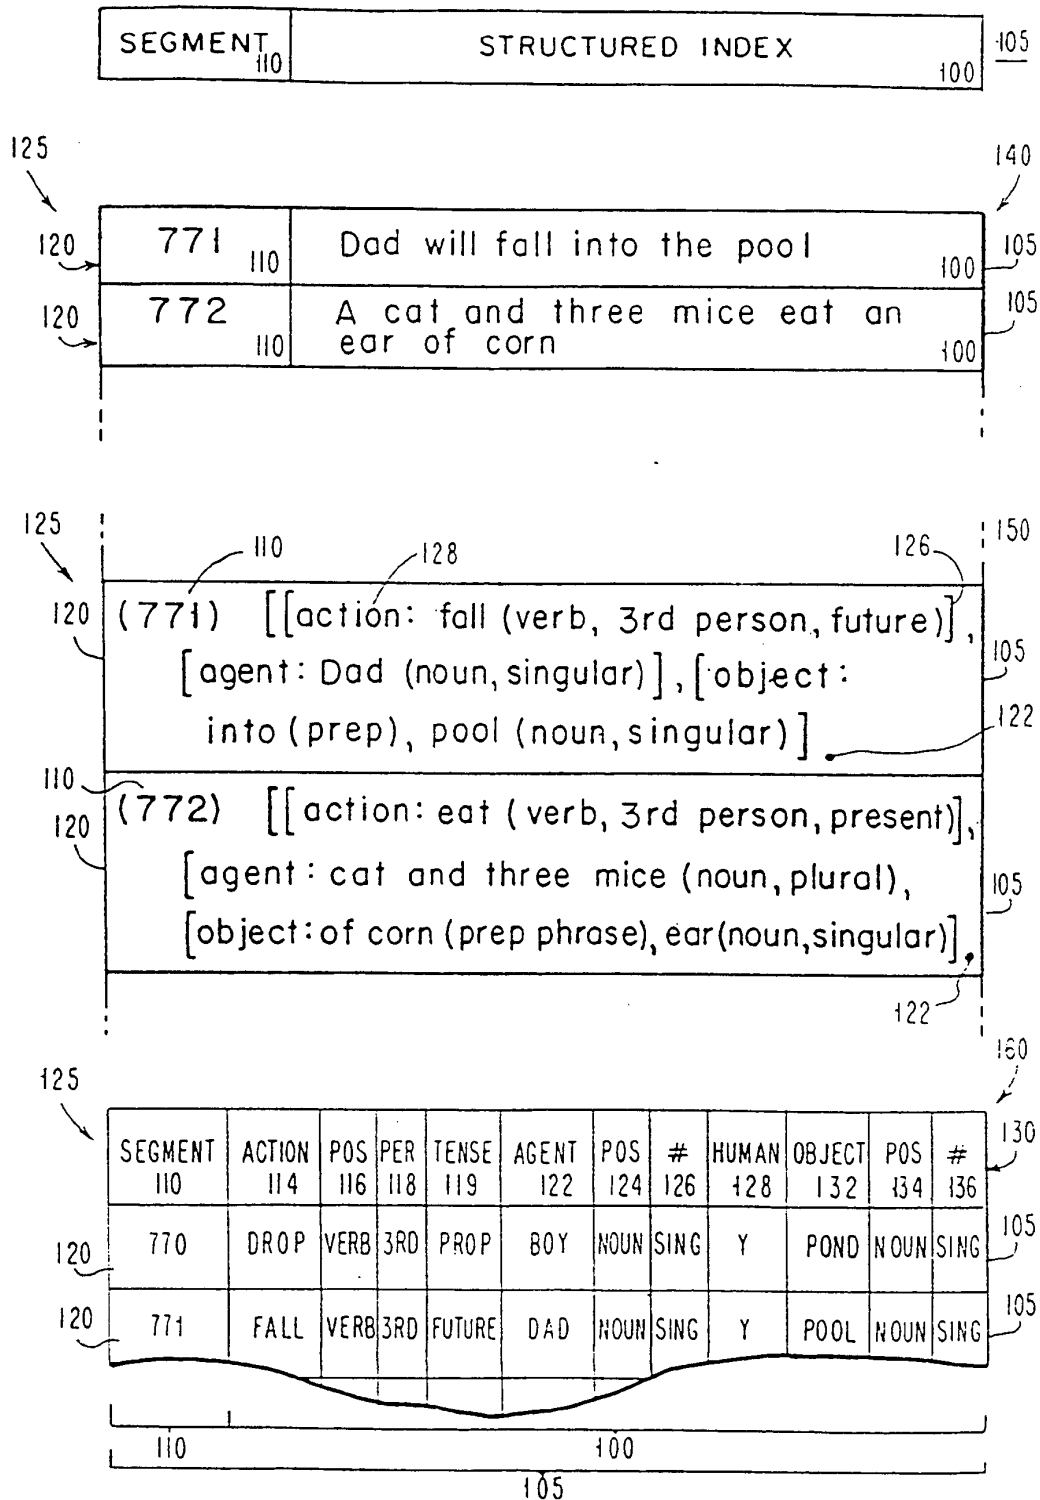 SEGMENT 110 STRUCTURED INDEX 100 105
125 140
120 771 110 Dad will fall into the pool 100 105
120 772 110 A cat and three mice eat an
ear of corn 100 105
125 110 128 126 150
120 (771) [[action: fall (verb, 3rd person, future)],
[agent: Dad (noun, singular)], [object: 105
into (prep), pool (noun, singular)] 122
110
120 (772) [[action: eat (verb, 3rd person, present)],
[agent: cat and three mice (noun, plural), 105
[object: of corn (prep phrase), ear (noun, singular)].
122
125 160
SEGMENT ACTION POS PER TENSE AGENT POS # HUMAN OBJECT POS # 130
110 114 116 118 119 122 124 126 128 132 134 136
120 770 DROP VERB 3RD PROP BOY NOUN SING Y POND NOUN SING 105
120 771 FALL VERB 3RD FUTURE DAD NOUN SING Y POOL NOUN SING 105
110 100
105